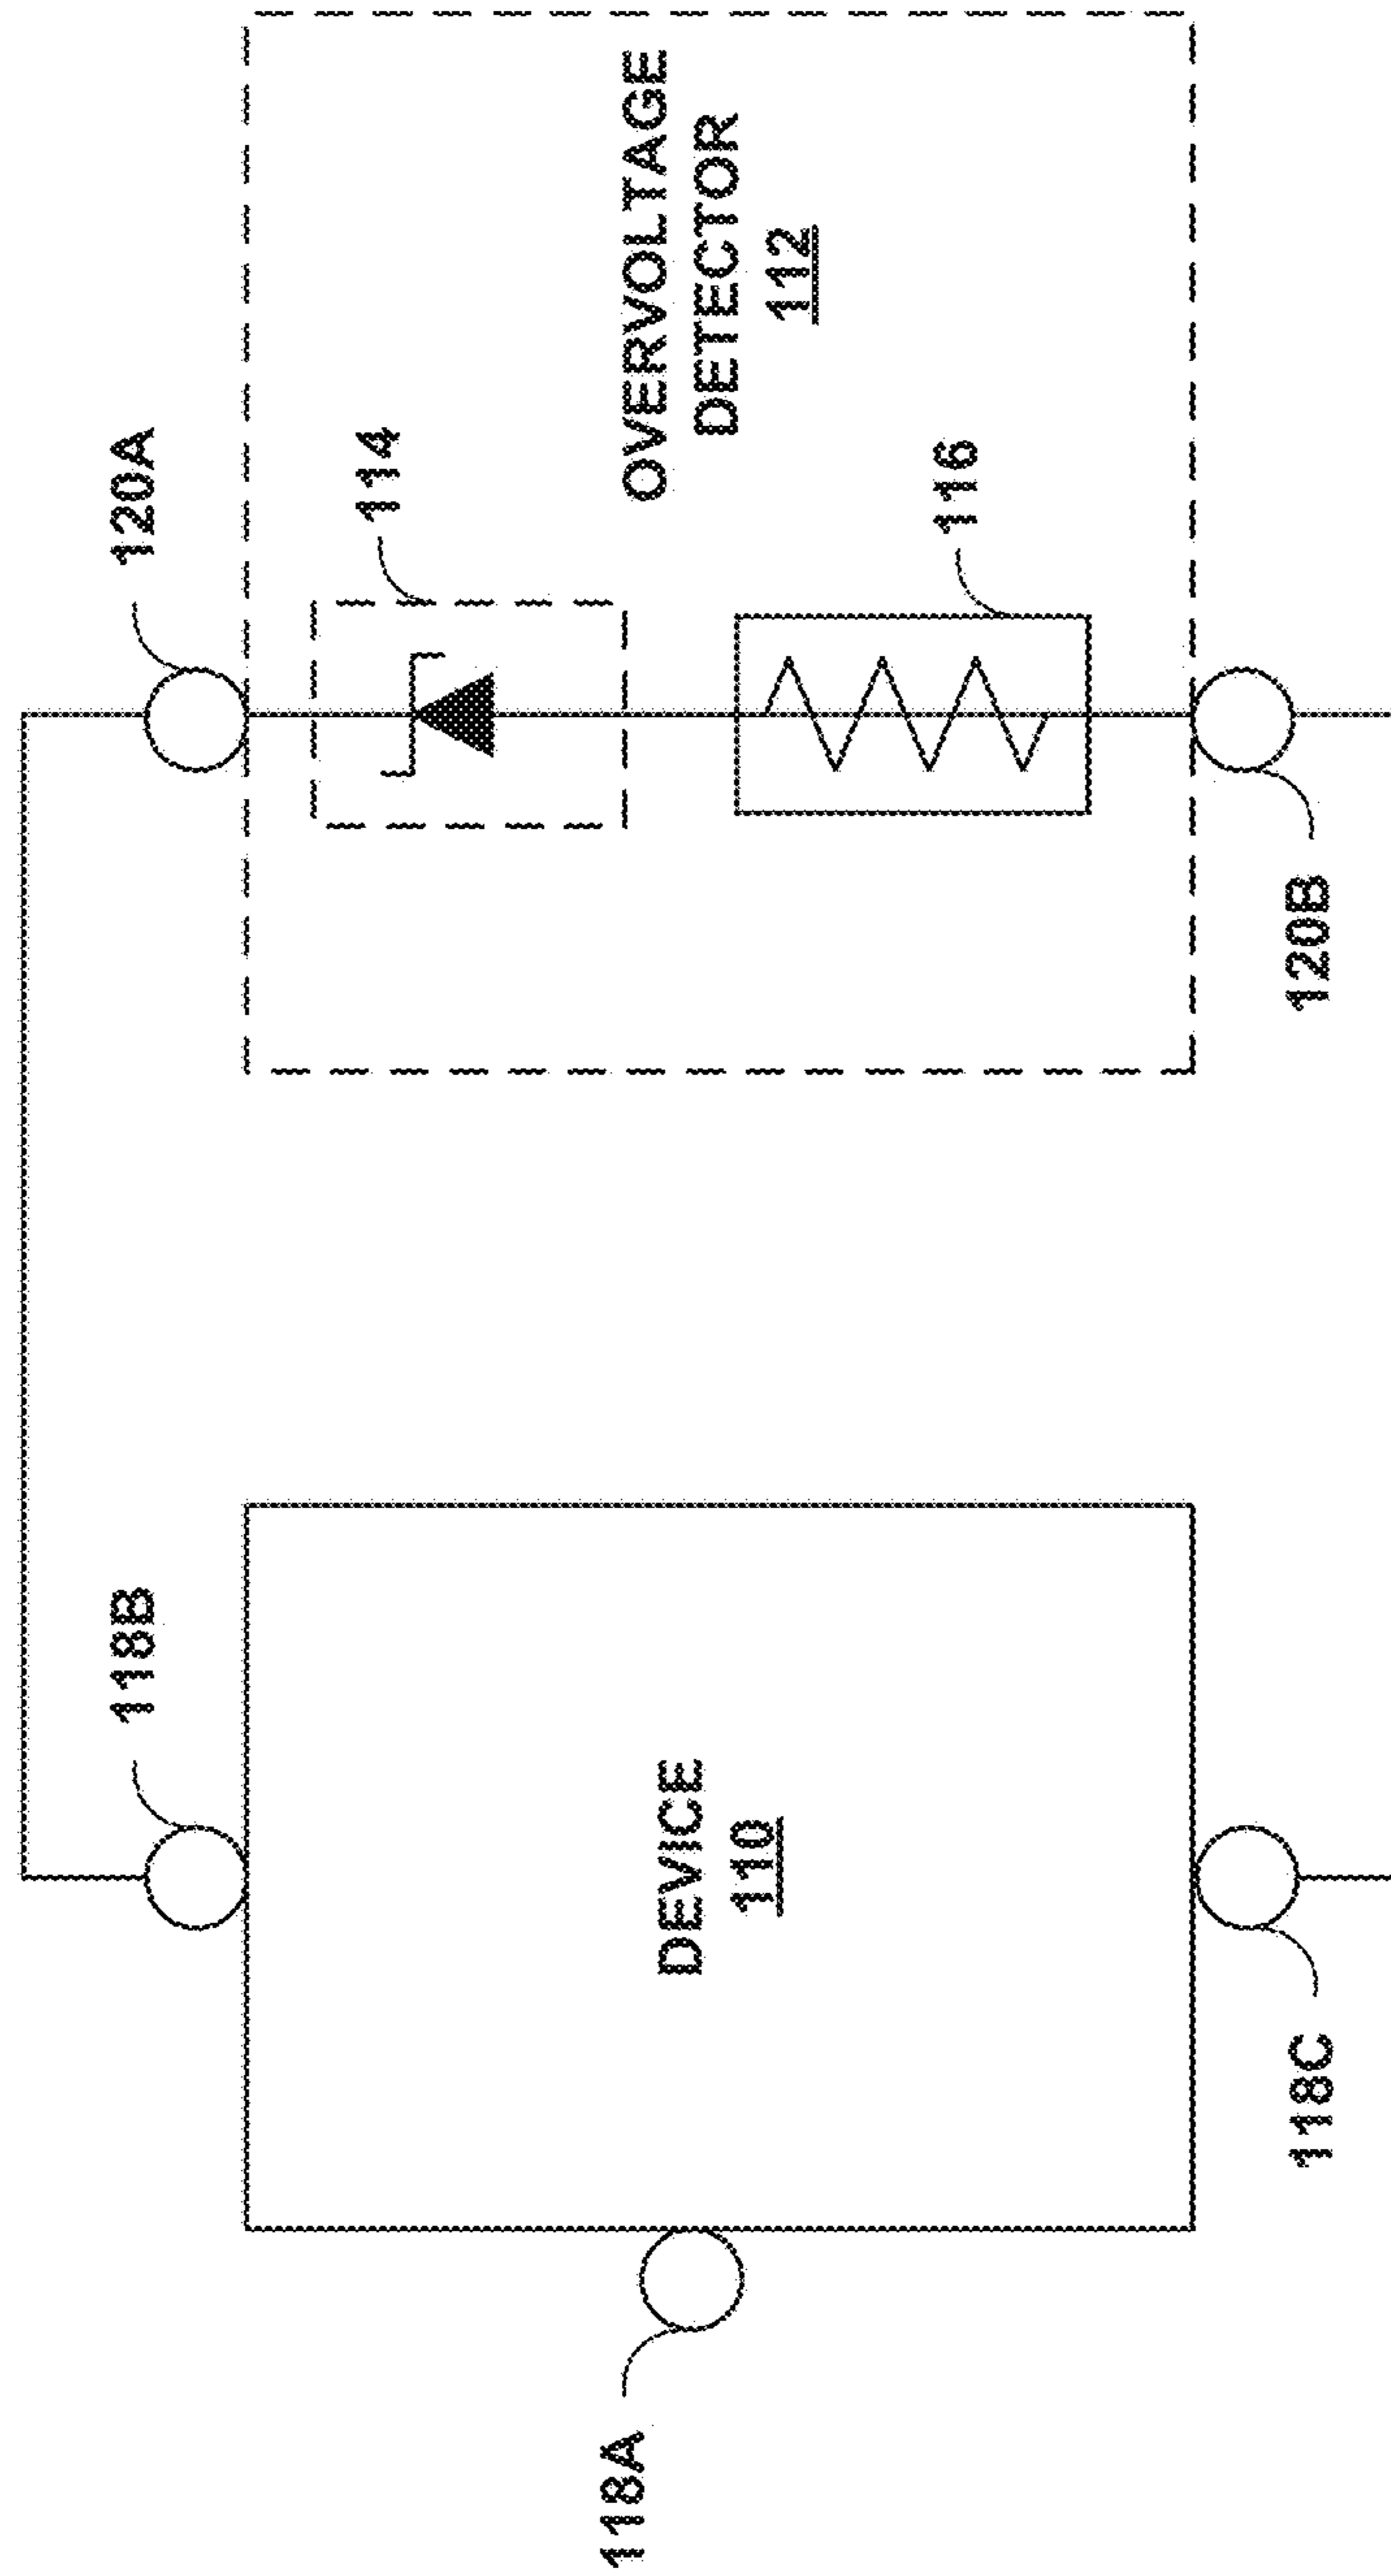 118A
118B
DEVICE
110
118C
120A
114
OVERVOLTAGE
DETECTOR
112
116
120B